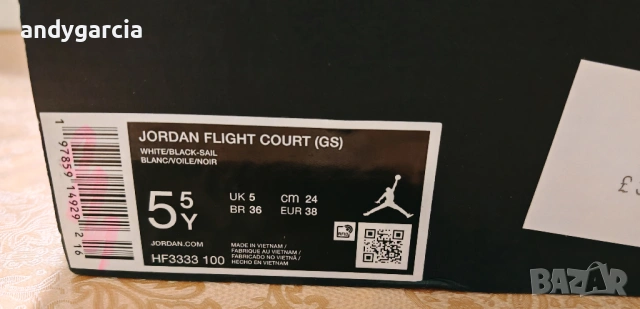 andygarcia
JORDAN FLIGHT COURT (GS)
WHITE/BLACK-SAIL
BLANC/VOILE/NOIR
5 5 Y
UK 5 cm 24
BR 36 EUR 38
JORDAN.COM
HF3333 100
MADE IN VIETNAM /
FABRIQUE AU VIETNAM /
FABRICADO NO VIETNÃ /
HECHO EN VIETNAM
1 97859 14929 2 16
£
BAZAR